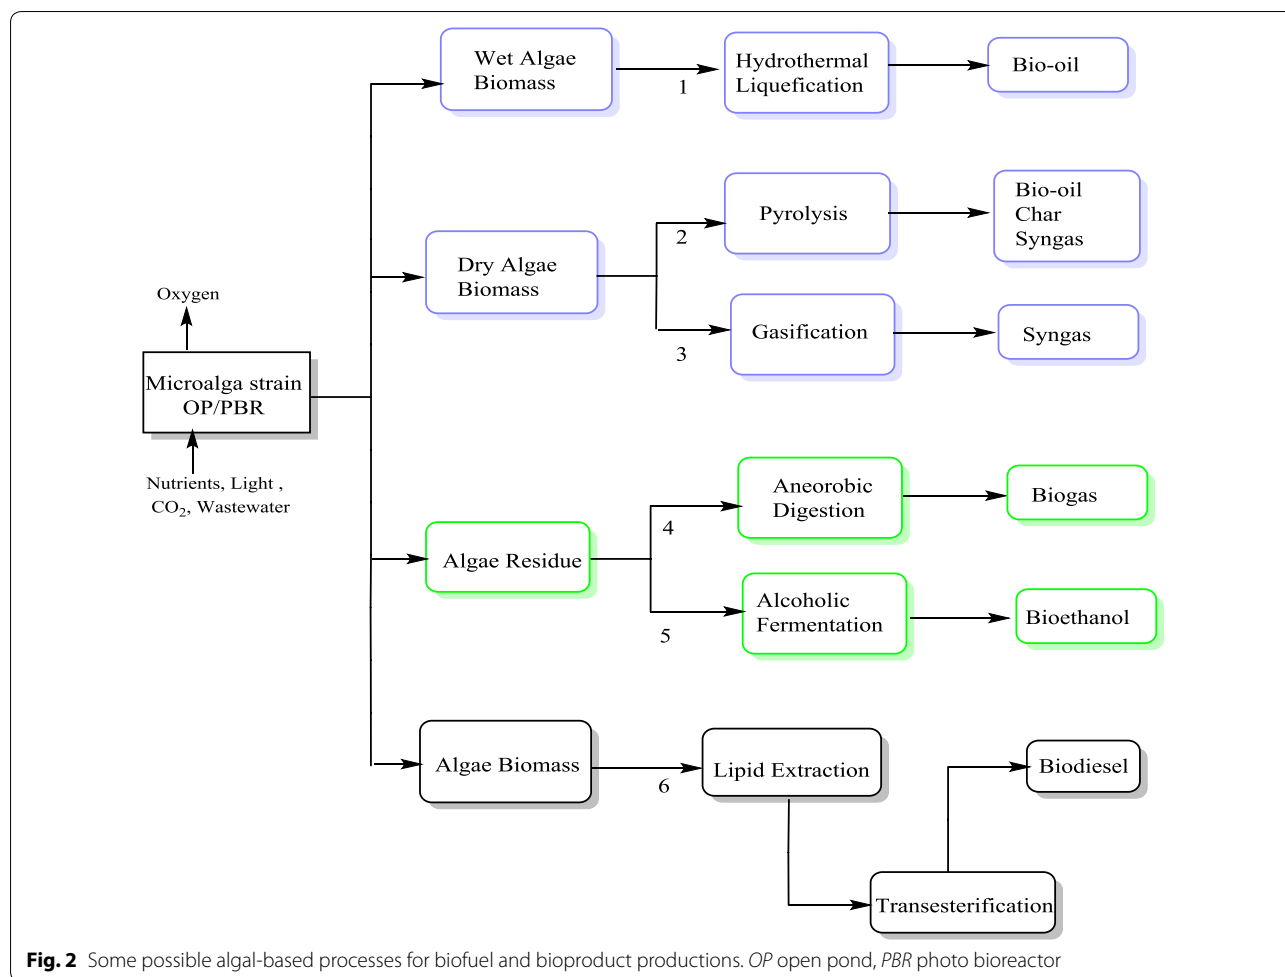 Wet Algae
Biomass
1
Hydrothermal
Liquefication
Bio-oil
Dry Algae
Biomass
2
Pyrolysis
Bio-oil
Char
Syngas
3
Gasification
Syngas
Oxygen
Microalga strain
OP/PBR
Nutrients, Light ,
CO₂, Wastewater
Algae Residue
4
Aneorobic
Digestion
Biogas
5
Alcoholic
Fermentation
Bioethanol
Algae Biomass
6
Lipid Extraction
Biodiesel
Transesterification
Fig. 2 Some possible algal-based processes for biofuel and bioproduct productions. OP open pond, PBR photo bioreactor